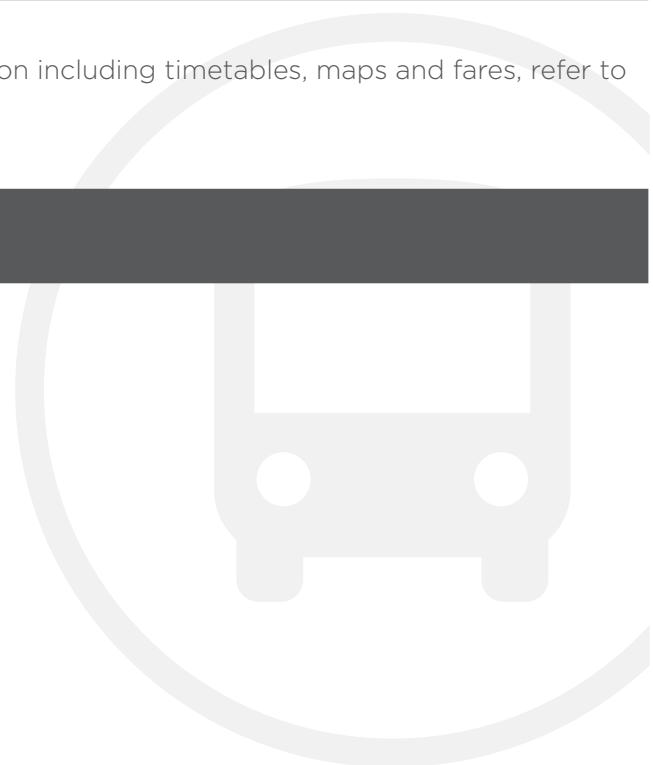 on including timetables, maps and fares, refer to